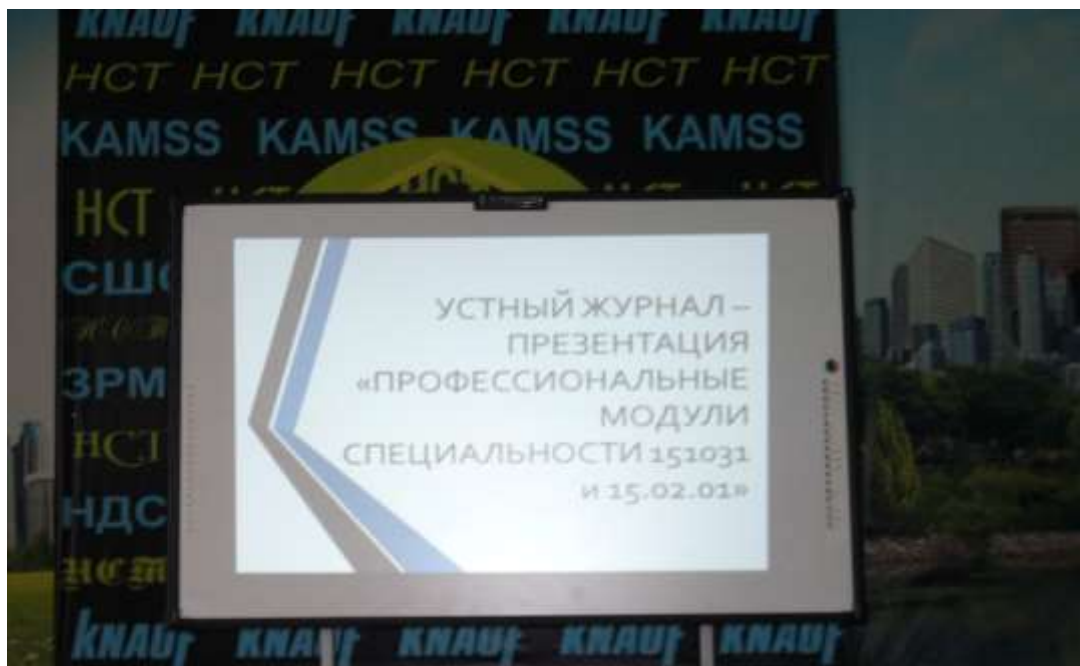 KNAUF KNAUF KNAUF KNAUF KNAUF
НСТ НСТ НСТ НСТ НСТ НСТ
KAMSS KAMSS KAMSS KAMSS
НСТ
УСТНЫЙ ЖУРНАЛ –
ПРЕЗЕНТАЦИЯ
«ПРОФЕССИОНАЛЬНЫЕ
МОДУЛИ
СПЕЦИАЛЬНОСТИ 151031
и 15.02.01»
ЗРМ
НСТ
НДС
НСТ
KNAUF KNAUF KNAUF KNAUF KNAUF